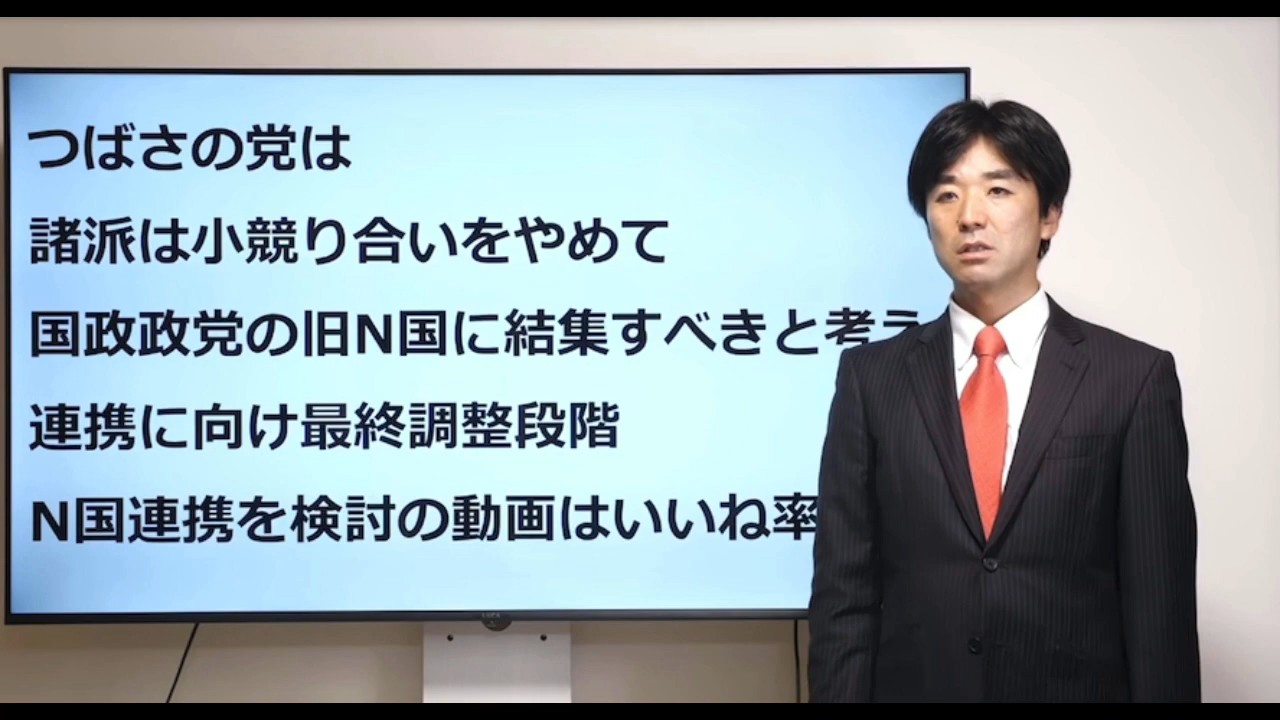 つばさの党は
諸派は小競り合いをやめて
国政政党の旧N国に結集すべきと考え
連携に向け最終調整段階
N国連携を検討の動画はいいね率